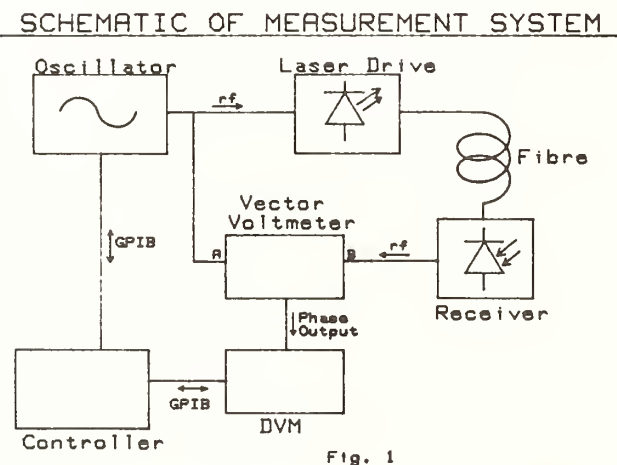 SCHEMATIC OF MEASUREMENT SYSTEM
Oscillator
Laser Drive
rf
Fibre
Vector
Voltmeter
GPIB
A
B
rf
Receiver
Phase
Output
GPIB
Controller
DVM
Fig. 1